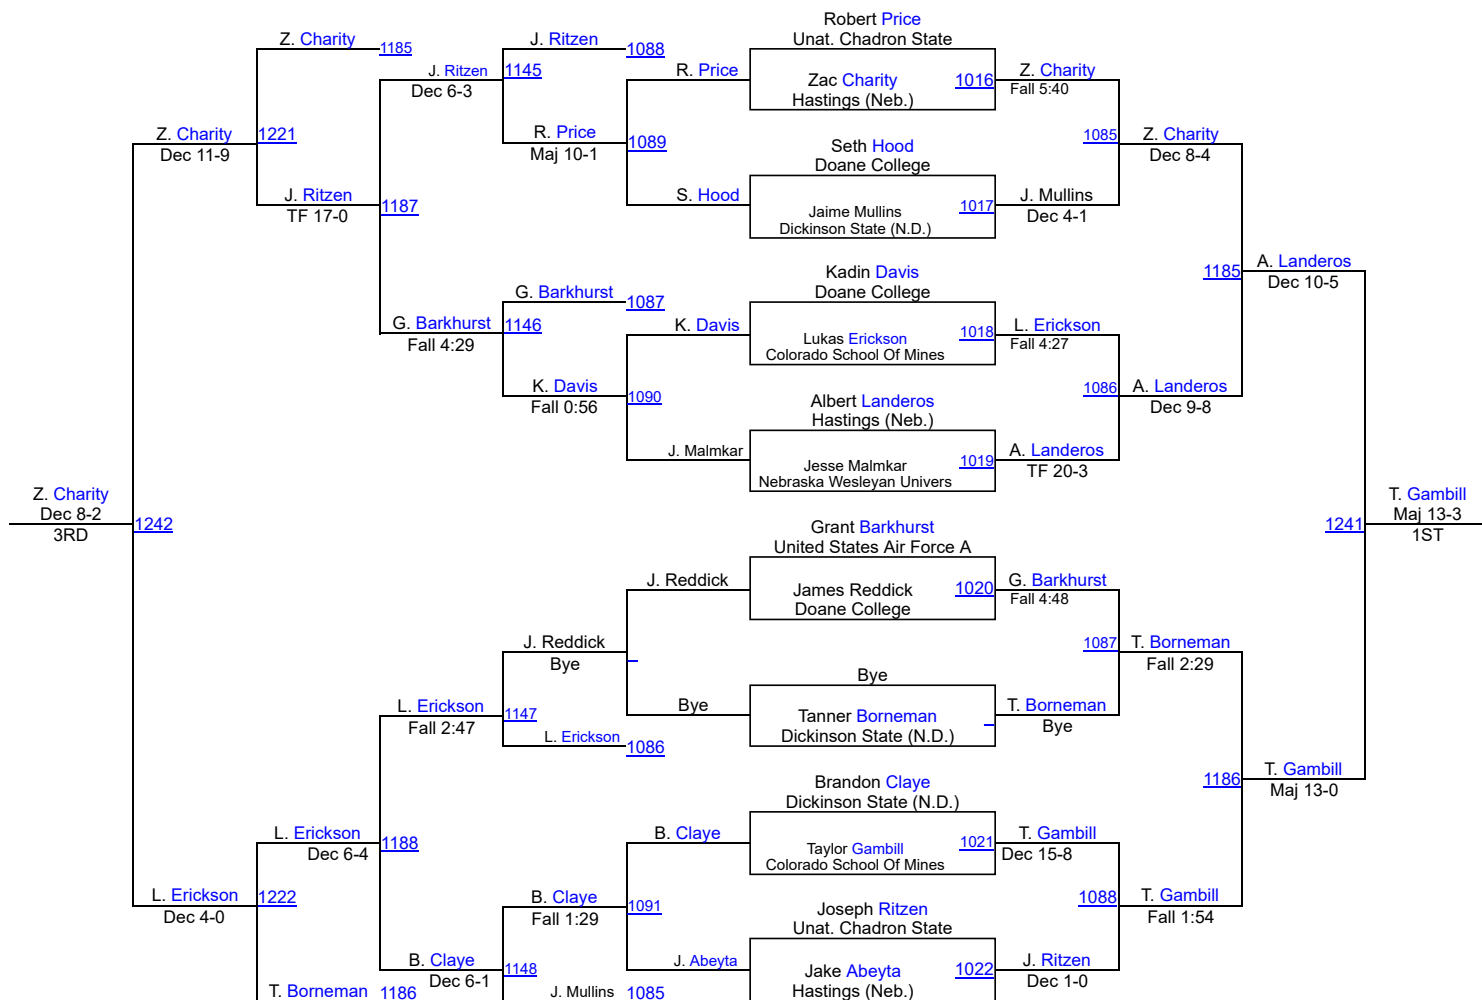 Robert Price
Unat. Chadron State
Z. Charity
1185
J. Ritzen
1088
J. Ritzen
1145
Dec 6-3
R. Price
Zac Charity
Hastings (Neb.)
1016
Z. Charity
Fall 5:40
Z. Charity
Dec 11-9
1221
R. Price
Maj 10-1
1089
Seth Hood
Doane College
1085
Z. Charity
Dec 8-4
J. Ritzen
TF 17-0
1187
S. Hood
Jaime Mullins
Dickinson State (N.D.)
1017
J. Mullins
Dec 4-1
Kadin Davis
Doane College
1185
A. Landeros
Dec 10-5
G. Barkhurst
1087
G. Barkhurst
Fall 4:29
1146
K. Davis
Lukas Erickson
Colorado School Of Mines
1018
L. Erickson
Fall 4:27
K. Davis
Fall 0:56
1090
Albert Landeros
Hastings (Neb.)
1086
A. Landeros
Dec 9-8
J. Malmkar
Jesse Malmkar
Nebraska Wesleyan Univers
1019
A. Landeros
TF 20-3
Z. Charity
Dec 8-2
3RD
1242
1241
T. Gambill
Maj 13-3
1ST
Grant Barkhurst
United States Air Force A
J. Reddick
James Reddick
Doane College
1020
G. Barkhurst
Fall 4:48
J. Reddick
Bye
1087
T. Borneman
Fall 2:29
Bye
L. Erickson
Fall 2:47
1147
Bye
Tanner Borneman
Dickinson State (N.D.)
T. Borneman
Bye
L. Erickson
1086
1186
T. Gambill
Maj 13-0
Brandon Claye
Dickinson State (N.D.)
L. Erickson
Dec 6-4
1188
B. Claye
Taylor Gambill
Colorado School Of Mines
1021
T. Gambill
Dec 15-8
L. Erickson
Dec 4-0
1222
B. Claye
Fall 1:29
1091
Joseph Ritzen
Unat. Chadron State
1088
T. Gambill
Fall 1:54
B. Claye
Dec 6-1
1148
J. Abeyta
Jake Abeyta
Hastings (Neb.)
1022
J. Ritzen
Dec 1-0
T. Borneman
1186
J. Mullins
1085